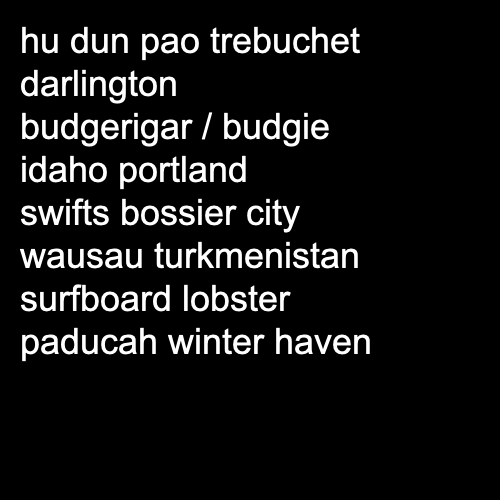 hu dun pao trebuchet
darlington
budgerigar / budgie
idaho portland
swifts bossier city
wausau turkmenistan
surfboard lobster
paducah winter haven